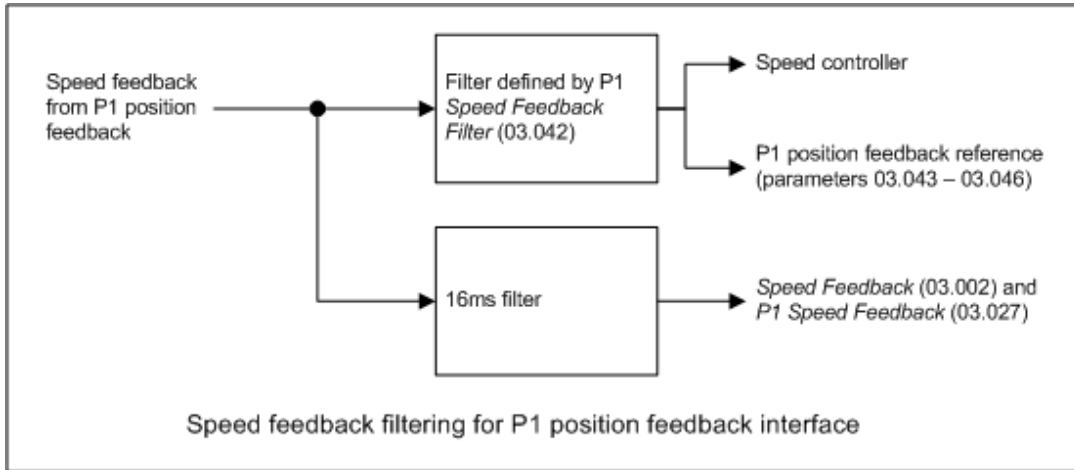 Speed feedback
from P1 position
feedback
Filter defined by P1
Speed Feedback
Filter (03.042)
Speed controller
P1 position feedback reference
(parameters 03.043 – 03.046)
16ms filter
Speed Feedback (03.002) and
P1 Speed Feedback (03.027)
Speed feedback filtering for P1 position feedback interface